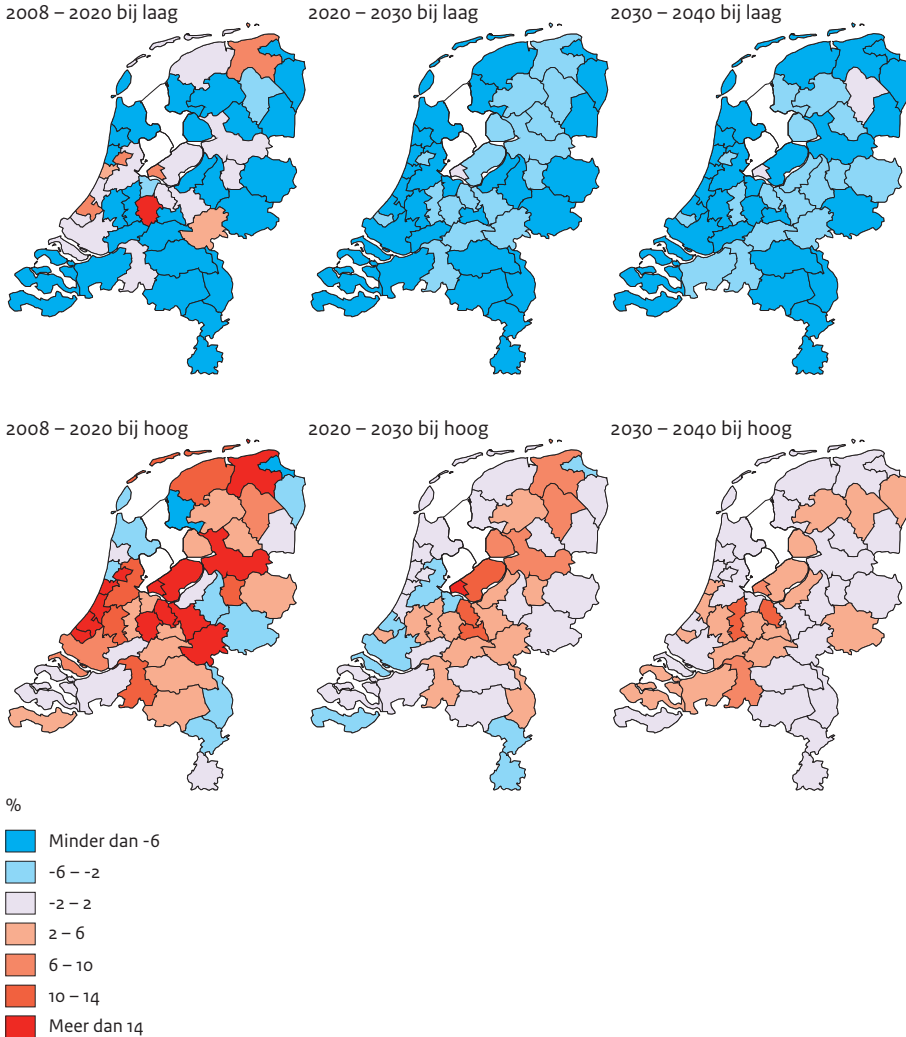 2008 – 2020 bij laag
2020 – 2030 bij laag
2030 – 2040 bij laag
2008 – 2020 bij hoog
2020 – 2030 bij hoog
2030 – 2040 bij hoog
%
Minder dan -6
-6 – -2
-2 – 2
2 – 6
6 – 10
10 – 14
Meer dan 14